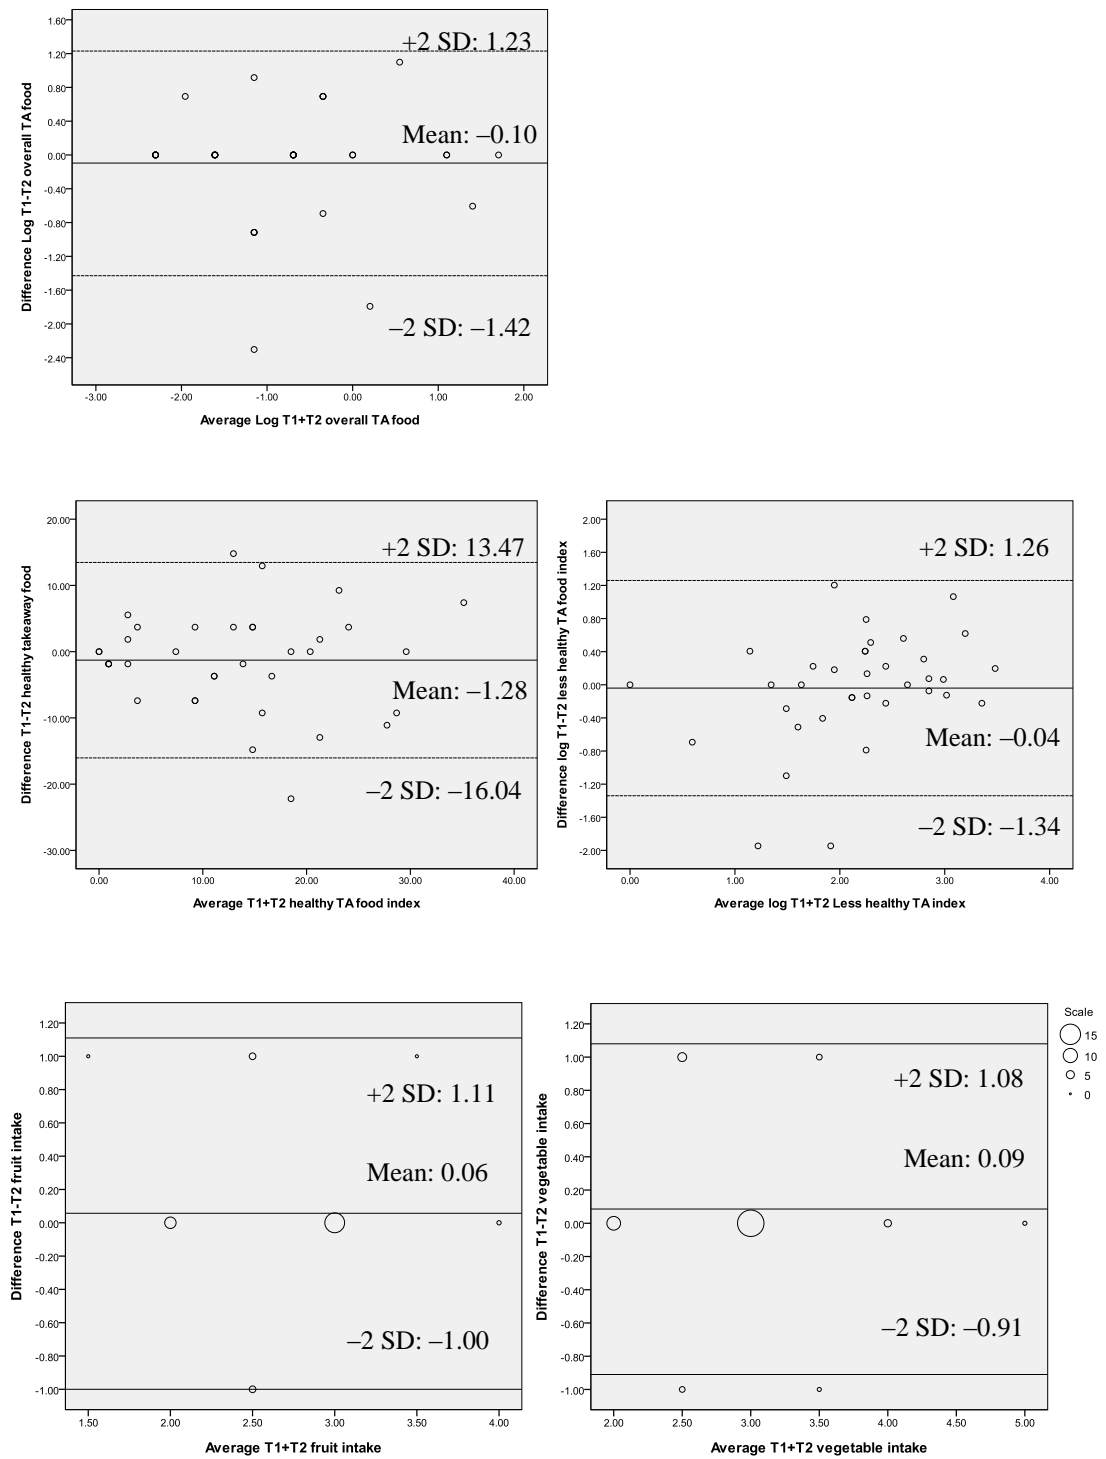 1.60
+2 SD: 1.23
1.20
0.80
0.40
Mean: –0.10
0.00
-0.40
-0.80
-1.20
-1.60
–2 SD: –1.42
-2.00
-2.40
Difference Log T1-T2 overall TA food
-3.00 -2.00 -1.00 0.00 1.00 2.00
Average Log T1+T2 overall TA food
20.00
+2 SD: 13.47
10.00
0.00
Mean: –1.28
-10.00
-20.00
–2 SD: –16.04
-30.00
Difference T1-T2 healthy takeaway food
0.00 10.00 20.00 30.00 40.00
Average T1+T2 healthy TA food index
2.00
1.60
+2 SD: 1.26
1.20
0.80
0.40
0.00
-0.40
Mean: –0.04
-0.80
-1.20
-1.60
–2 SD: –1.34
-2.00
Difference log T1-T2 less healthy TA food index
0.00 1.00 2.00 3.00 4.00
Average log T1+T2 Less healthy TA index
1.20
1.00
+2 SD: 1.11
0.80
0.60
0.40
Mean: 0.06
0.20
0.00
-0.20
-0.40
-0.60
–2 SD: –1.00
-0.80
-1.00
Difference T1-T2 fruit intake
1.50 2.00 2.50 3.00 3.50 4.00
Average T1+T2 fruit intake
1.20
1.00
+2 SD: 1.08
0.80
0.60
0.40
Mean: 0.09
0.20
0.00
-0.20
-0.40
-0.60
–2 SD: –0.91
-0.80
-1.00
Difference T1-T2 vegetable intake
2.00 2.50 3.00 3.50 4.00 4.50 5.00
Average T1+T2 vegetable intake
Scale
15
10
5
0